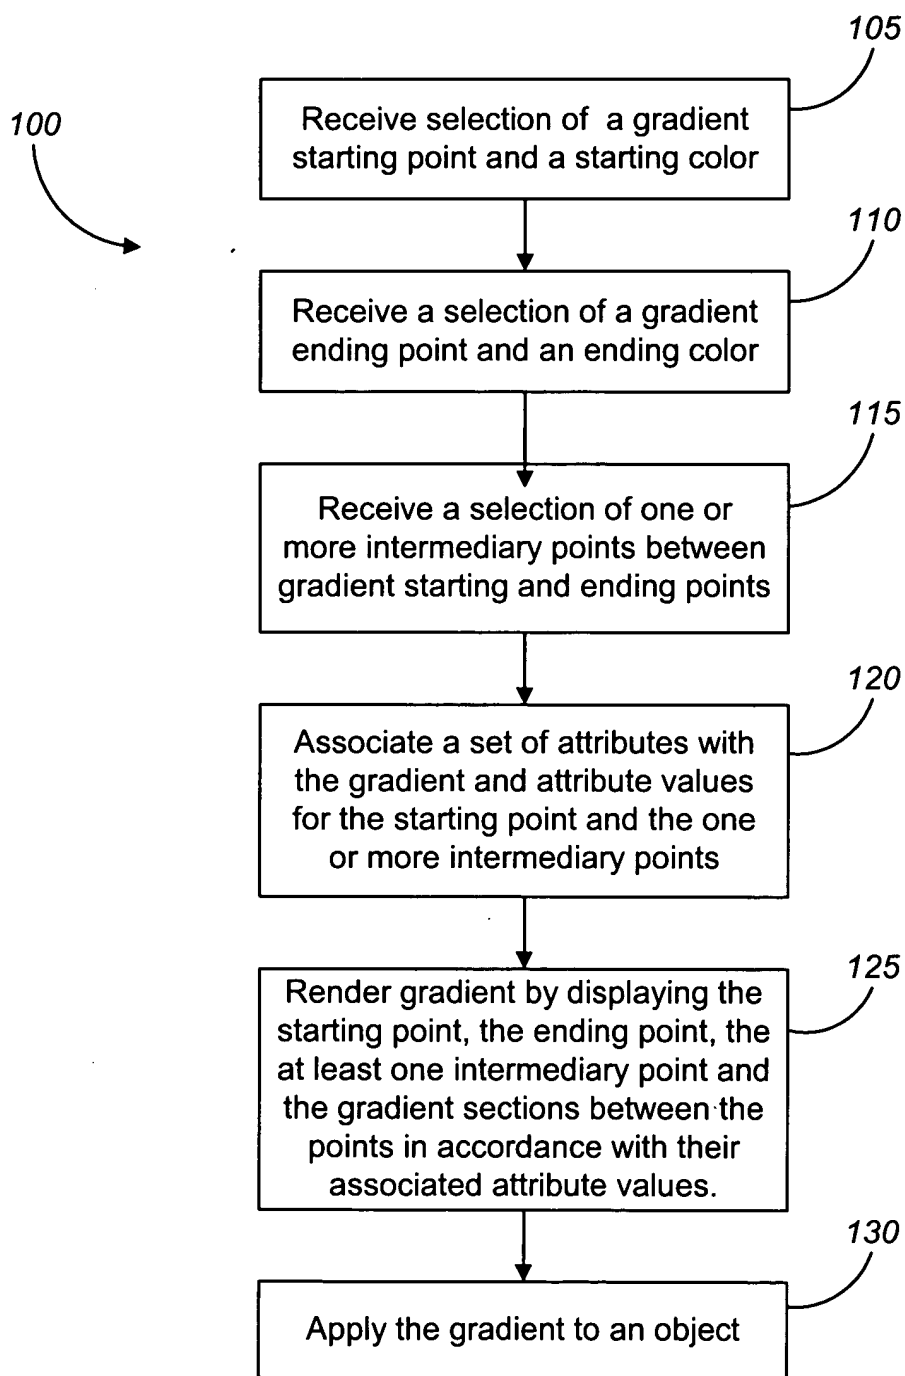 105
100
Receive selection of a gradient
starting point and a starting color
110
Receive a selection of a gradient
ending point and an ending color
115
Receive a selection of one or
more intermediary points between
gradient starting and ending points
120
Associate a set of attributes with
the gradient and attribute values
for the starting point and the one
or more intermediary points
125
Render gradient by displaying the
starting point, the ending point, the
at least one intermediary point and
the gradient sections between the
points in accordance with their
associated attribute values.
130
Apply the gradient to an object